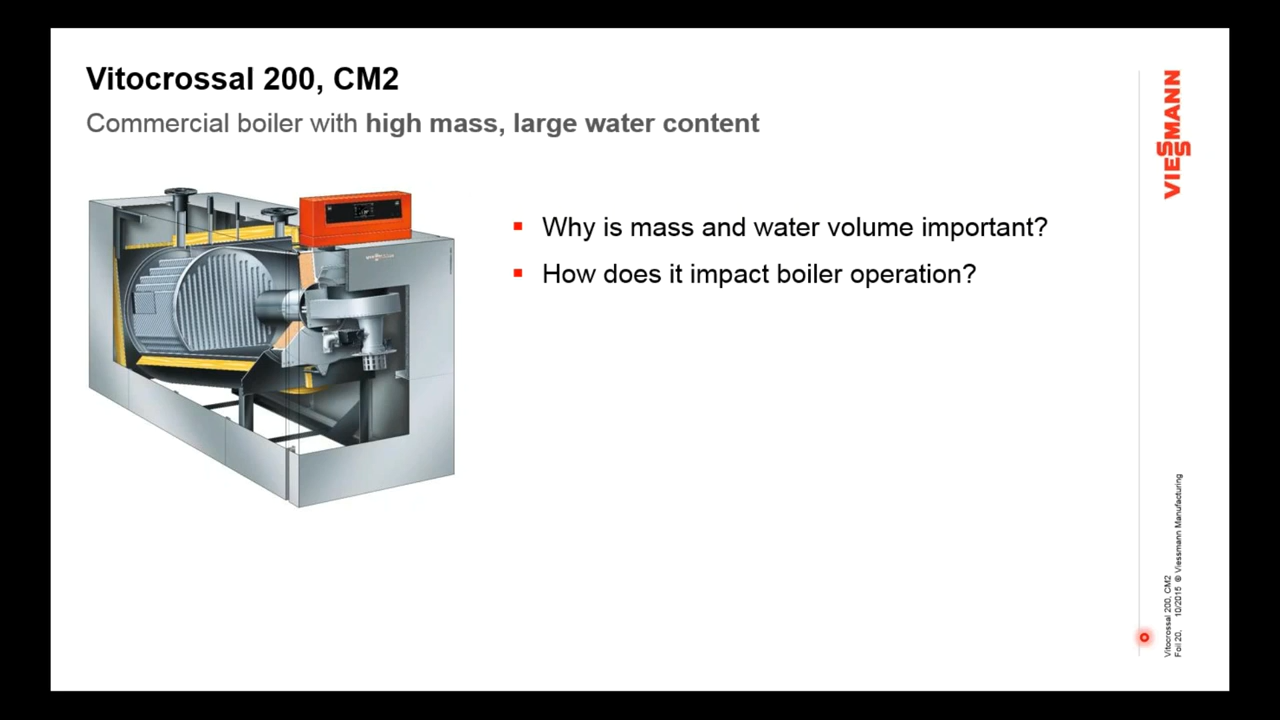 Vitocrossal 200, CM2
Commercial boiler with high mass, large water content
Why is mass and water volume important?
How does it impact boiler operation?
VIESSMANN
Vitocrossal 200, CM2
Foil 20, 10/2015 © Viessmann Manufacturing